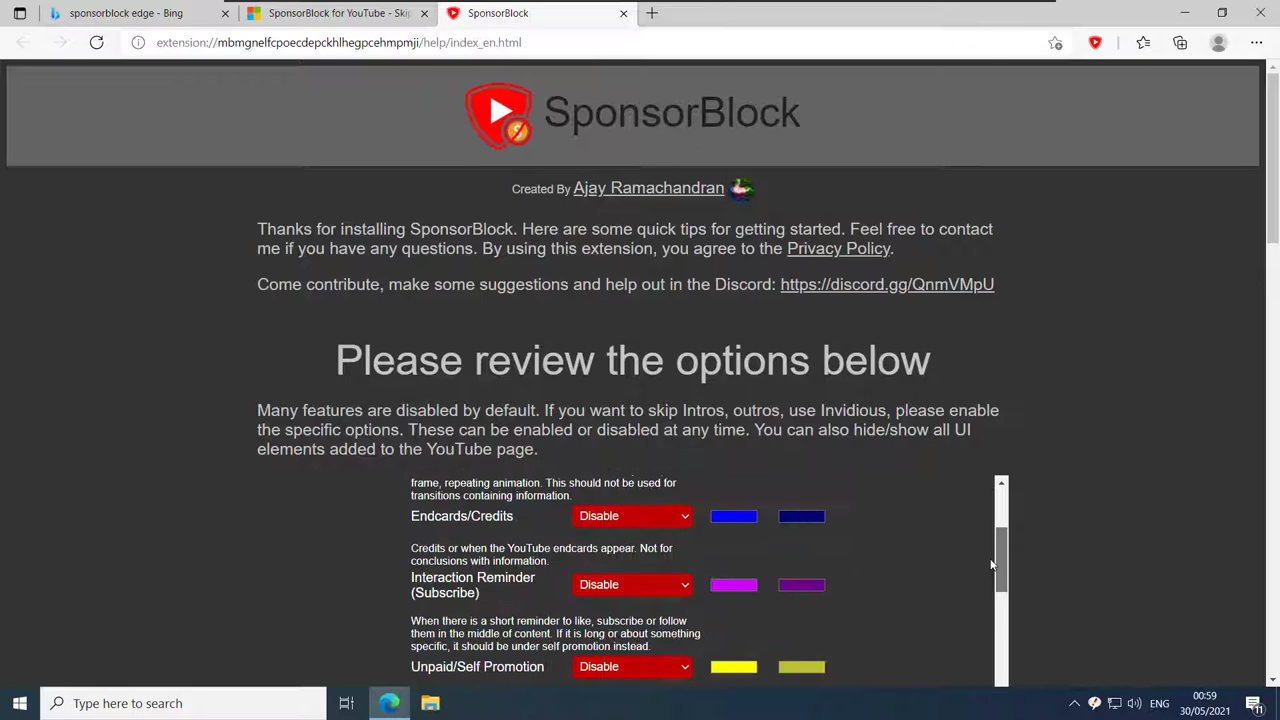 sponsorblock edge - Bing
SponsorBlock for YouTube - Ski
SponsorBlock
extension://mbmgnelfcpoecdepckhlhegpcehmpmji/help/index_en.html
SponsorBlock
Created By Ajay Ramachandran
Thanks for installing SponsorBlock. Here are some quick tips for getting started. Feel free to contact
me if you have any questions. By using this extension, you agree to the Privacy Policy.
Come contribute, make some suggestions and help out in the Discord: https://discord.gg/QnmVMpU
Please review the options below
Many features are disabled by default. If you want to skip Intros, outros, use Invidious, please enable
the specific options. These can be enabled or disabled at any time. You can also hide/show all UI
elements added to the YouTube page.
frame, repeating animation. This should not be used for
transitions containing information.
Endcards/Credits Disable
Credits or when the YouTube endcards appear. Not for
conclusions with information.
Interaction Reminder
(Subscribe) Disable
When there is a short reminder to like, subscribe or follow
them in the middle of content. If it is long or about something
specific, it should be under self promotion instead.
Unpaid/Self Promotion Disable
Type here to search
ENG
00:59
30/05/2021
11